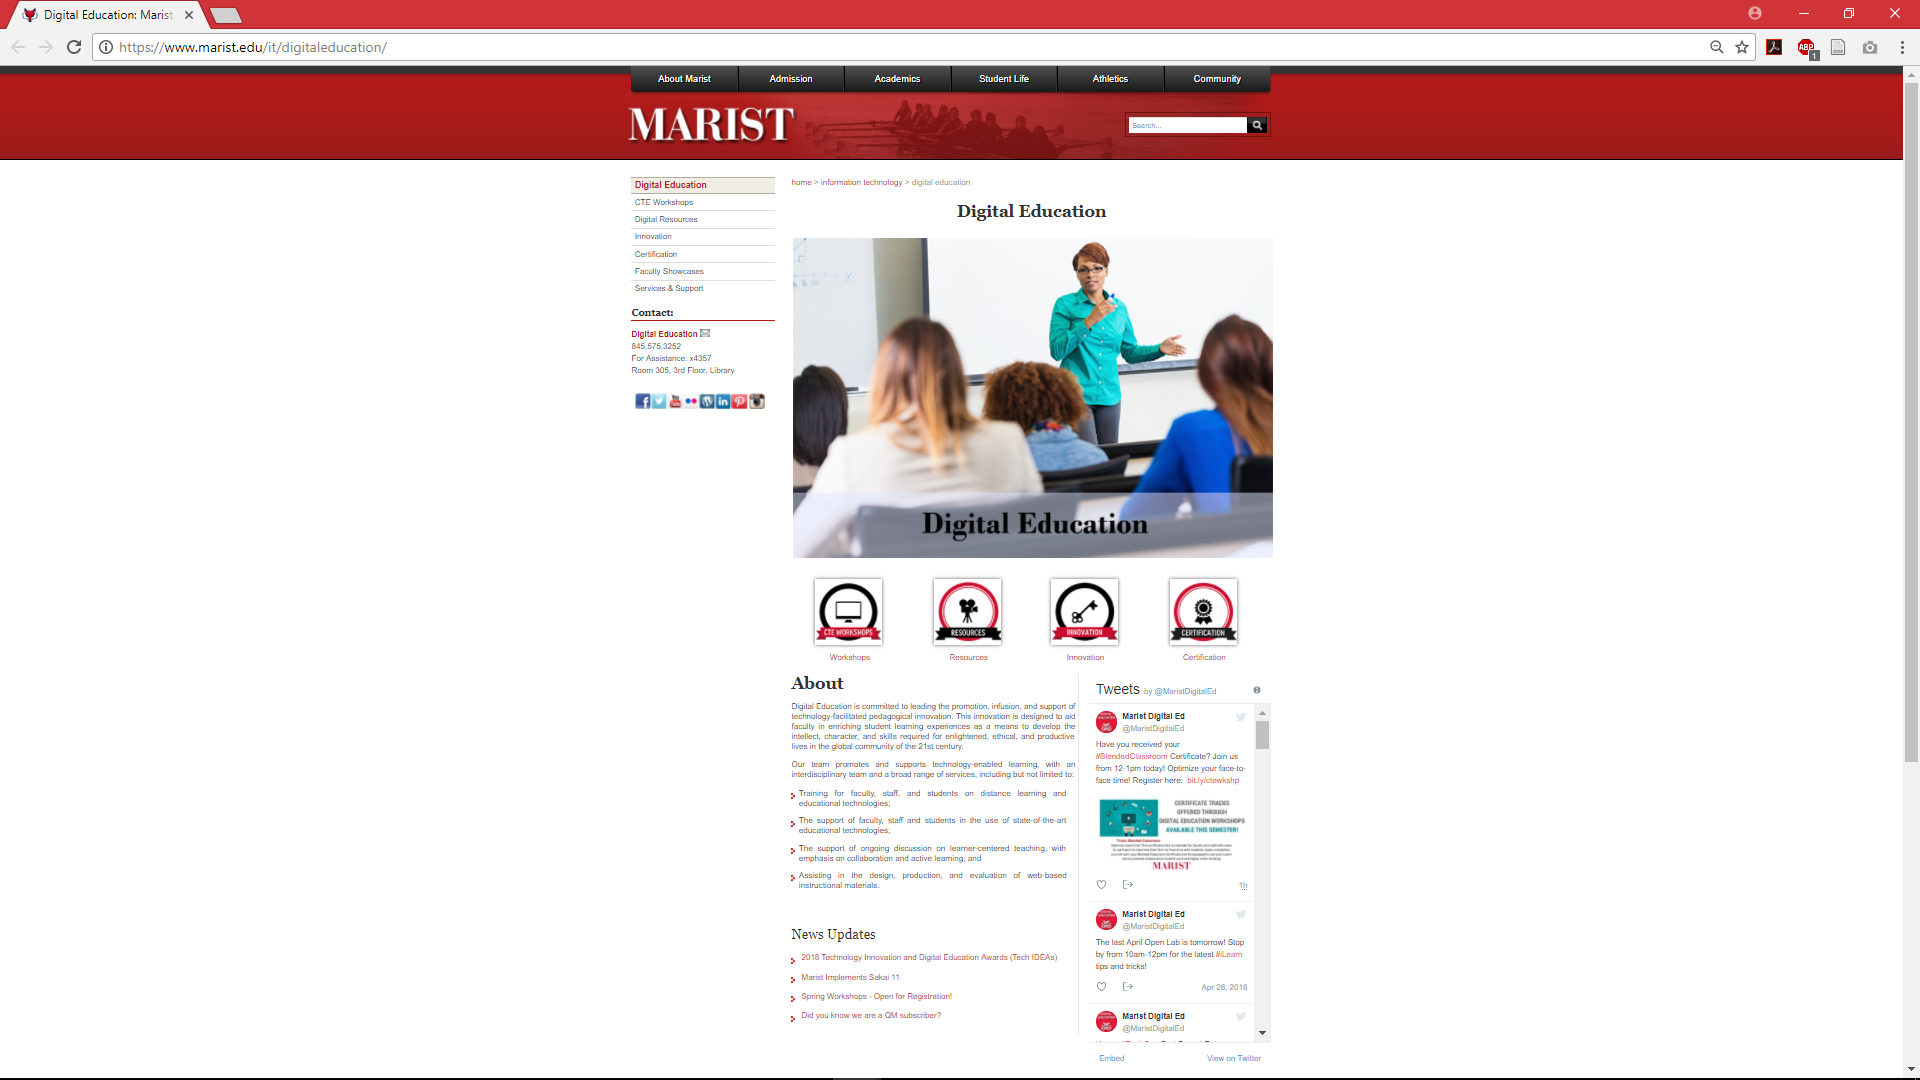 Digital Education: Marist
https://www.marist.edu/it/digitaleducation/
ABP
1
About Marist
Admission
Academics
Student Life
Athletics
Community
MARIST
Search...
Digital Education
CTE Workshops
Digital Resources
Innovation
Certification
Faculty Showcases
Services & Support
Contact:
Digital Education
845.575.3252
For Assistance: x4357
Room 305, 3rd Floor, Library
home > information technology > digital education
Digital Education
Digital Education
CTE WORKSHOPS
RESOURCES
INNOVATION
CERTIFICATION
Workshops
Resources
Innovation
Certification
About
Digital Education is committed to leading the promotion, infusion, and support of
technology-facilitated pedagogical innovation. This innovation is designed to aid
faculty in enriching student learning experiences as a means to develop the
intellect, character, and skills required for enlightened, ethical, and productive
lives in the global community of the 21st century.
Our team promotes and supports technology-enabled learning, with an
interdisciplinary team and a broad range of services, including but not limited to:
Training for faculty, staff, and students on distance learning and
educational technologies;
The support of faculty, staff and students in the use of state-of-the-art
educational technologies;
The support of ongoing discussion on learner-centered teaching, with
emphasis on collaboration and active learning; and
Assisting in the design, production, and evaluation of web-based
instructional materials.
News Updates
2018 Technology Innovation and Digital Education Awards (Tech IDEAs)
Marist Implements Sakai 11
Spring Workshops - Open for Registration!
Did you know we are a QM subscriber?
Tweets by @MaristDigitalEd
Marist Digital Ed
@MaristDigitalEd
Have you received your
#BlendedClassroom Certificate? Join us
from 12-1pm today! Optimize your face-to-
face time! Register here: bit.ly/ctewkshp
CERTIFICATE TRACKS
OFFERED THROUGH
DIGITAL EDUCATION WORKSHOPS
AVAILABLE THIS SEMESTER!
MARIST
1h
Marist Digital Ed
@MaristDigitalEd
The last April Open Lab is tomorrow! Stop
by from 10am-12pm for the latest #iLearn
tips and tricks!
Apr 26, 2018
Marist Digital Ed
@MaristDigitalEd
Embed
View on Twitter